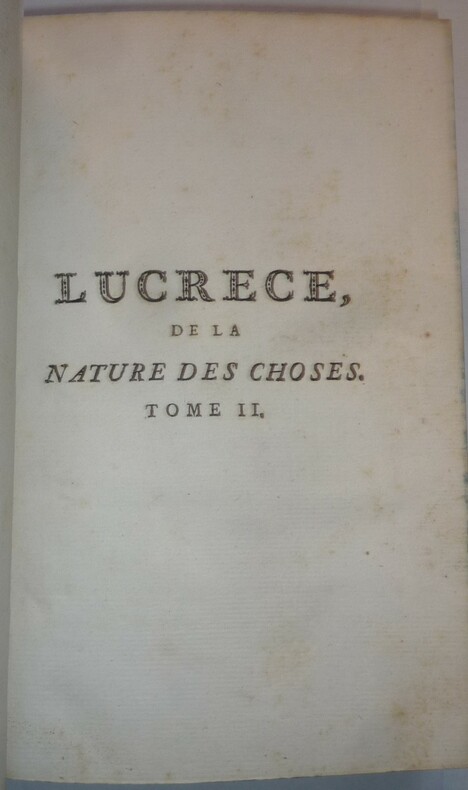 LUCRECE,
DE LA
NATURE DES CHOSES.
TOME II.